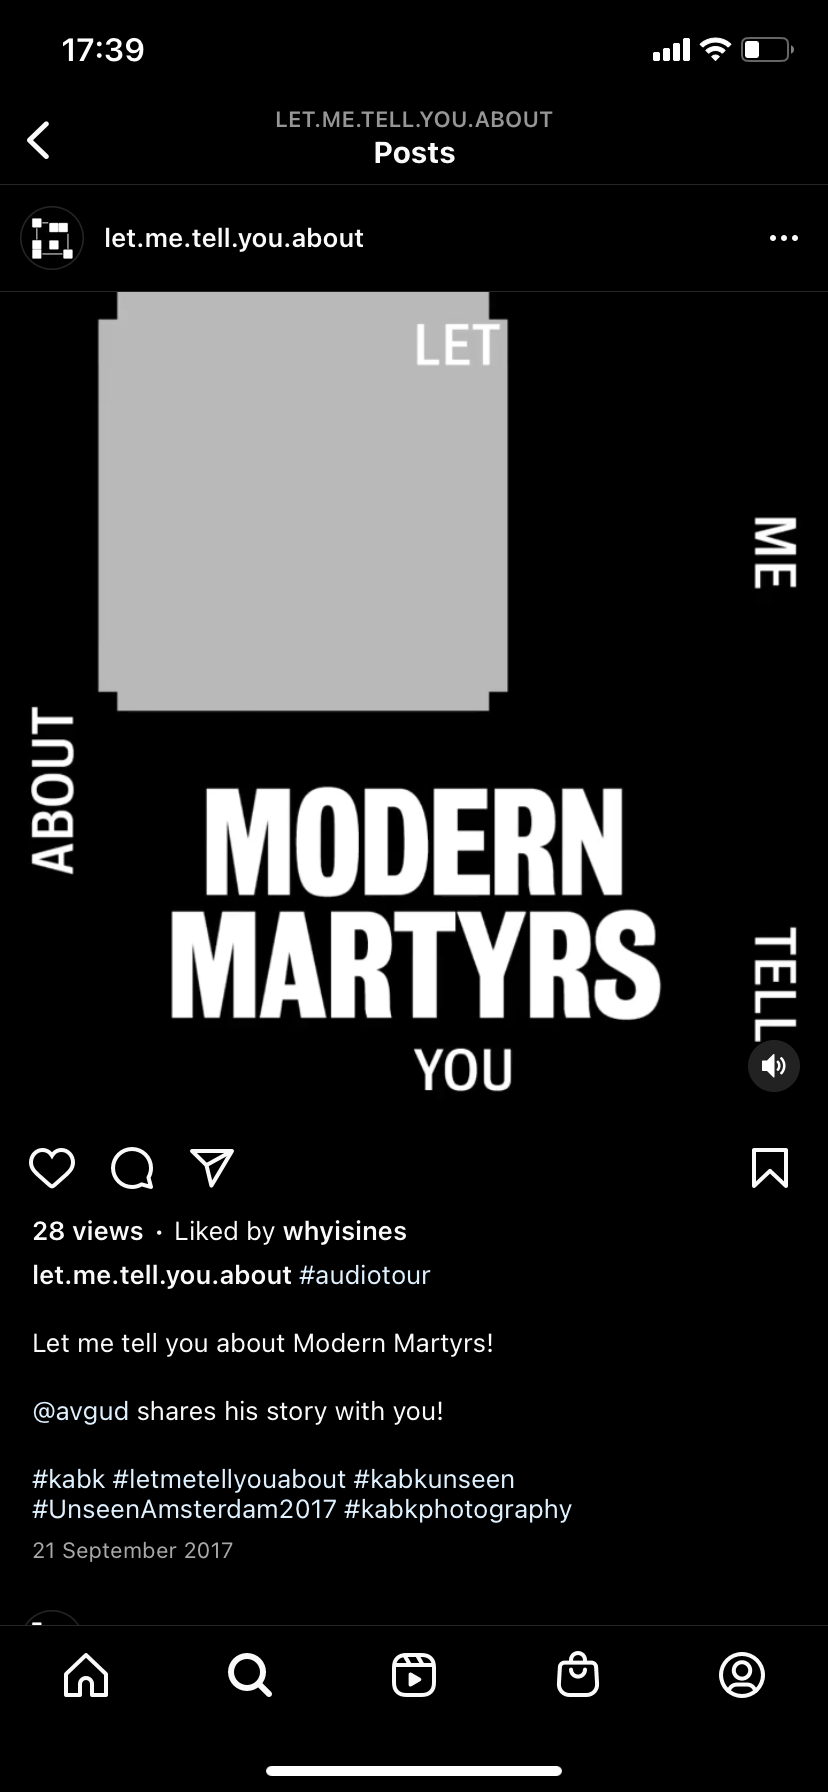 17:39
LET.ME.TELL.YOU.ABOUT
Posts
let.me.tell.you.about
LET
ME
TELL
YOU
ABOUT
MODERN
MARTYRS
28 views · Liked by whyisines
let.me.tell.you.about #audiotour
Let me tell you about Modern Martyrs!
@avgud shares his story with you!
#kabk #letmetellyouabout #kabkunseen
#UnseenAmsterdam2017 #kabkphotography
21 September 2017